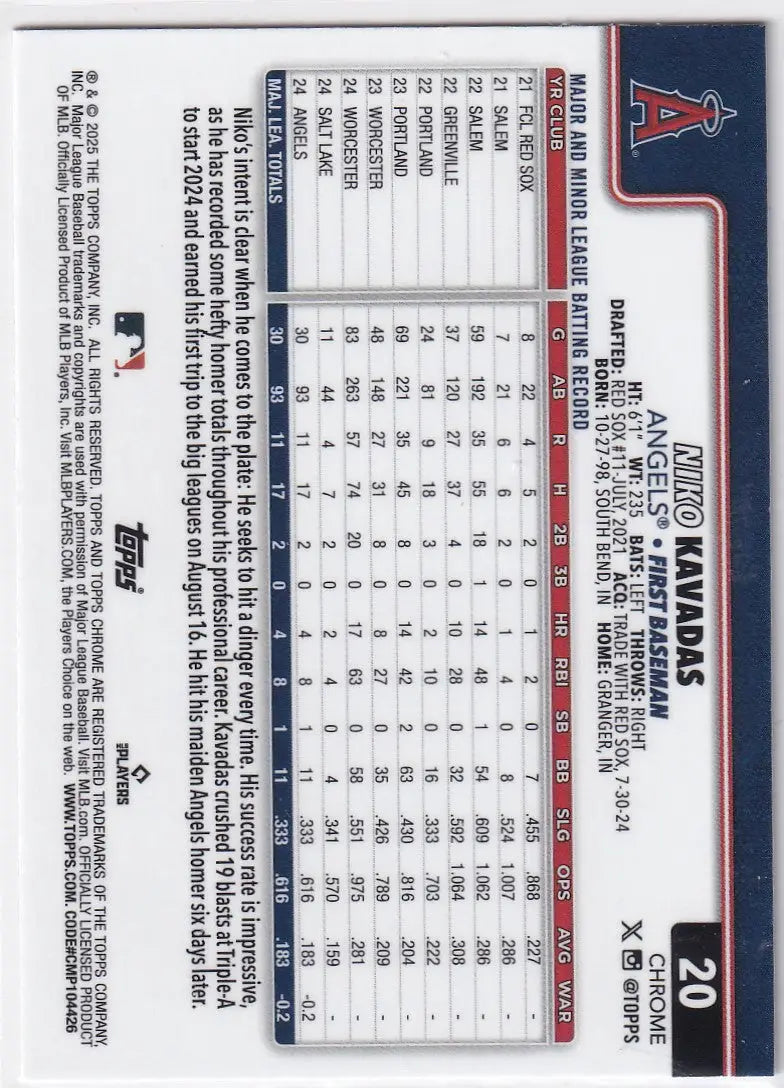 20
CHROME
@TOPPS
A
NIKO KAVADAS
ANGELS® • FIRST BASEMAN
HT: 6'1" WT: 235 BATS: LEFT THROWS: RIGHT
DRAFTED: RED SOX #11-JULY, 2021 ACQ: TRADE WITH RED SOX, 7-30-24
BORN: 10-27-98, SOUTH BEND, IN HOME: GRANGER, IN
MAJOR AND MINOR LEAGUE BATTING RECORD
YR CLUB G AB R H 2B 3B HR RBI SB BB SLG OPS AVG WAR
21 FCL RED SOX 8 22 4 5 2 0 1 2 0 7 .455 .868 .227 -
21 SALEM 7 21 6 6 2 0 1 4 0 8 .524 1.007 .286 -
22 SALEM 59 192 35 55 18 1 14 48 1 54 .609 1.062 .286 -
22 GREENVILLE 37 120 27 37 4 0 10 28 0 32 .592 1.064 .308 -
22 PORTLAND 24 81 9 18 3 0 2 10 0 16 .333 .703 .222 -
23 PORTLAND 69 221 35 45 8 0 14 42 2 63 .430 .816 .204 -
23 WORCESTER 48 148 27 31 8 0 8 27 0 35 .426 .789 .209 -
24 WORCESTER 83 263 57 74 20 0 17 63 0 58 .551 .975 .281 -
24 SALT LAKE 11 44 4 7 2 0 2 4 0 4 .341 .570 .159 -
24 ANGELS 30 93 11 17 2 0 4 8 1 11 .333 .616 .183 -0.2
MAJ. LEA. TOTALS 30 93 11 17 2 0 4 8 1 11 .333 .616 .183 -0.2
Niko's intent is clear when he comes to the plate: He seeks to hit a dinger every time. His success rate is impressive,
as he has recorded some hefty homer totals throughout his professional career. Kavadas crushed 19 blasts at Triple-A
to start 2024 and earned his first trip to the big leagues on August 16. He hit his maiden Angels homer six days later.
topps®
PLAYERS
® & © 2025 THE TOPPS COMPANY, INC. ALL RIGHTS RESERVED. TOPPS AND TOPPS CHROME ARE REGISTERED TRADEMARKS OF THE TOPPS COMPANY,
INC. Major League Baseball trademarks and copyrights are used with permission of Major League Baseball. Visit MLB.com. OFFICIALLY LICENSED PRODUCT
OF MLB. Officially Licensed Product of MLB Players, Inc. Visit MLBPLAYERS.COM, the Players Choice on the web. WWW.TOPPS.COM. CODE#CMP104426